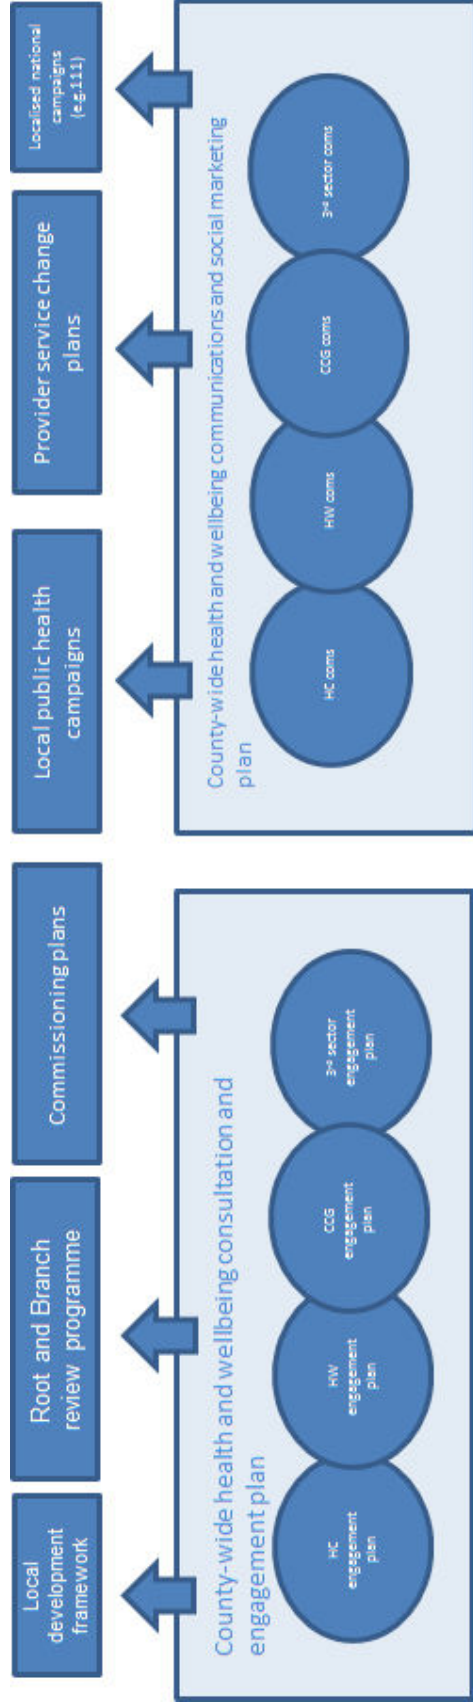 Local
development
framework
Root and Branch
review programme
Commissioning plans
Local public health
campaigns
Provider service change
plans
Localised national
campaigns
(e.g.111)
County-wide health and wellbeing consultation and
engagement plan
HC
engagement
plan
HW
engagement
plan
CCG
engagement
plan
3rd sector
engagement
plan
County-wide health and wellbeing communications and social marketing
plan
HC coms
HW coms
CCG coms
3rd sector coms